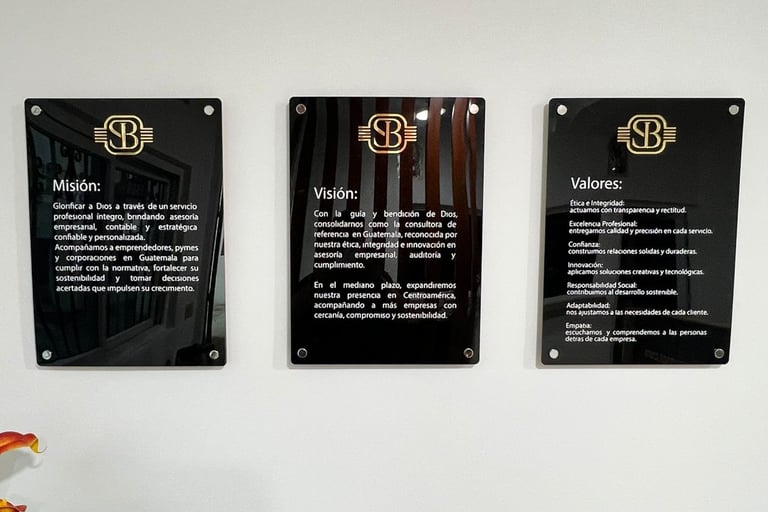 SB
Misión:
Glorificar a Dios a través de un servicio
profesional íntegro, brindando asesoría
empresarial, contable y estratégica
confiable y personalizada.
Acompañamos a emprendedores, pymes
y corporaciones en Guatemala para
cumplir con la normativa, fortalecer su
sostenibilidad y tomar decisiones
acertadas que impulsen su crecimiento.
SB
Visión:
Con la guía y bendición de Dios,
consolidarnos como la consultora de
referencia en Guatemala, reconocida por
nuestra ética, integridad e innovación en
asesoría empresarial, auditoría y
cumplimiento.
En el mediano plazo, expandiremos
nuestra presencia en Centroamérica,
acompañando a más empresas con
cercanía, compromiso y sostenibilidad.
SB
Valores:
Ética e Integridad:
actuamos con transparencia y rectitud.
Excelencia Profesional:
entregamos calidad y precisión en cada servicio.
Confianza:
construimos relaciones solidas y duraderas.
Innovación:
aplicamos soluciones creativas y tecnológicas.
Responsabilidad Social:
contribuimos al desarrollo sostenible.
Adaptabilidad:
nos ajustamos a las necesidades de cada cliente.
Empatia:
escuchamos y comprendemos a las personas
detras de cada empresa.